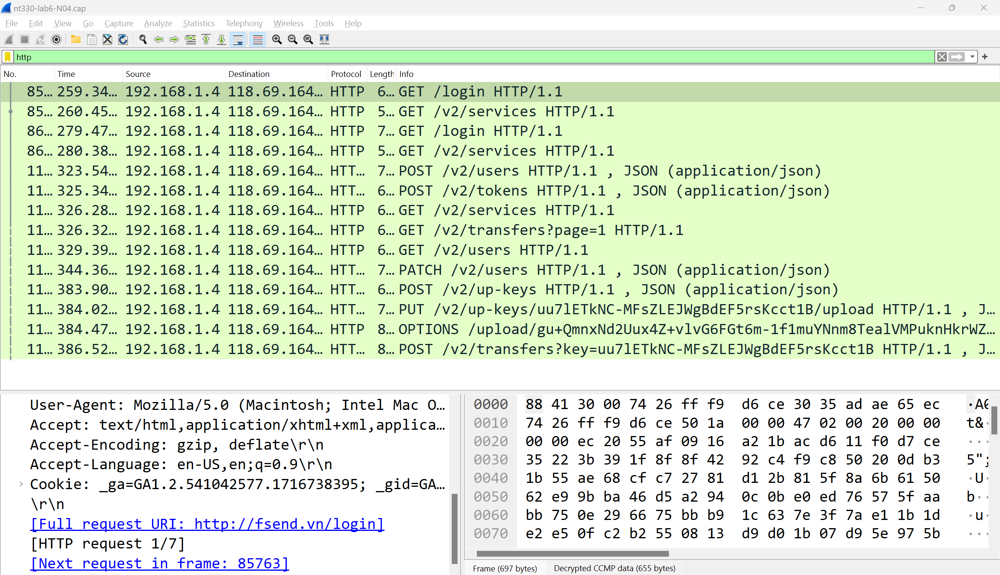 nt330-lab6-N04.cap
File Edit View Go Capture Analyze Statistics Telephony Wireless Tools Help
http
No. Time Source Destination Protocol Length Info
85… 259.34… 192.168.1.4 118.69.164… HTTP 6… GET /login HTTP/1.1
85… 260.45… 192.168.1.4 118.69.164… HTTP 5… GET /v2/services HTTP/1.1
86… 279.47… 192.168.1.4 118.69.164… HTTP 7… GET /login HTTP/1.1
86… 280.38… 192.168.1.4 118.69.164… HTTP 5… GET /v2/services HTTP/1.1
11… 323.54… 192.168.1.4 118.69.164… HTT… 7… POST /v2/users HTTP/1.1 , JSON (application/json)
11… 325.34… 192.168.1.4 118.69.164… HTT… 6… POST /v2/tokens HTTP/1.1 , JSON (application/json)
11… 326.28… 192.168.1.4 118.69.164… HTTP 6… GET /v2/services HTTP/1.1
11… 326.32… 192.168.1.4 118.69.164… HTTP 6… GET /v2/transfers?page=1 HTTP/1.1
11… 329.39… 192.168.1.4 118.69.164… HTTP 6… GET /v2/users HTTP/1.1
11… 344.36… 192.168.1.4 118.69.164… HTT… 7… PATCH /v2/users HTTP/1.1 , JSON (application/json)
11… 383.90… 192.168.1.4 118.69.164… HTT… 6… POST /v2/up-keys HTTP/1.1 , JSON (application/json)
11… 384.02… 192.168.1.4 118.69.164… HTT… 7… PUT /v2/up-keys/uu7lETkNC-MFsZLEJWgBdEF5rsKcct1B/upload HTTP/1.1 , J…
11… 384.47… 192.168.1.4 118.69.164… HTTP 8… OPTIONS /upload/gu+QmnxNd2Uux4Z+vlvG6FGt6m-1f1muYNnm8TealVMPuknHkrWZ…
11… 386.52… 192.168.1.4 118.69.164… HTT… 8… POST /v2/transfers?key=uu7lETkNC-MFsZLEJWgBdEF5rsKcct1B HTTP/1.1 , J…
User-Agent: Mozilla/5.0 (Macintosh; Intel Mac O…
Accept: text/html,application/xhtml+xml,applica…
Accept-Encoding: gzip, deflate\r\n
Accept-Language: en-US,en;q=0.9\r\n
Cookie: _ga=GA1.2.541042577.1716738395; _gid=GA…
\r\n
[Full request URI: http://fsend.vn/login]
[HTTP request 1/7]
[Next request in frame: 85763]
0000 88 41 30 00 74 26 ff f9 d6 ce 30 35 ad ae 65 ec ·A0
0010 74 26 ff f9 d6 ce 50 1a 00 00 47 02 00 20 00 00 t&·
0020 00 00 ec 20 55 af 09 16 a2 1b ac d6 11 f0 d7 ce ···
0030 35 22 3b 39 1f 8f 8f 42 92 c4 f9 c8 50 20 0d b3 5";
0040 1b 55 ae 68 cf c7 27 81 d1 2b 81 5f 8a 6b 61 50 ·U·
0050 62 e9 9b ba 46 d5 a2 94 0c 0b e0 ed 76 57 5f aa b··
0060 bb 75 0e 29 66 75 bb b9 1c 63 7e 3f 7a e1 1b 1d ·u·
0070 e2 e5 0f c2 b2 55 08 13 d9 d0 1b 07 d9 5e 97 5b ···
Frame (697 bytes) Decrypted CCMP data (655 bytes)